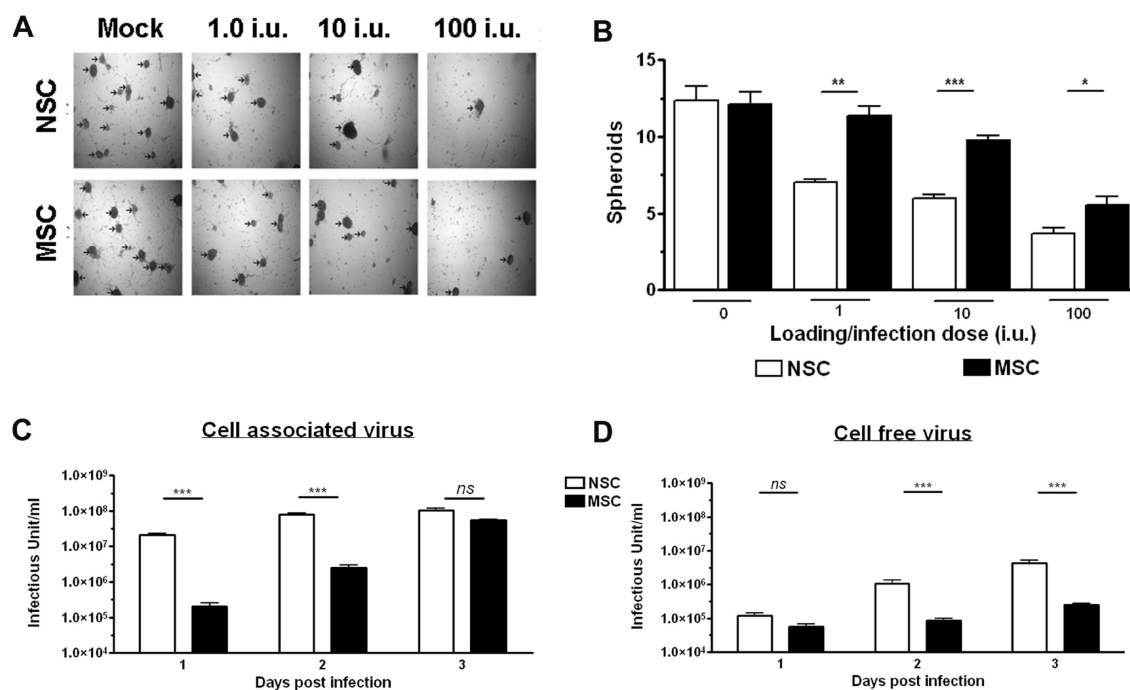 A
Mock 1.0 i.u. 10 i.u. 100 i.u.
NSC
MSC
B
Spheroids
15
10
5
0
** *** *
0 1 10 100
Loading/infection dose (i.u.)
NSC MSC
C
Cell associated virus
Infectious Unit/ml
1.0×10⁹
1.0×10⁸
1.0×10⁷
1.0×10⁶
1.0×10⁵
1.0×10⁴
*** *** ns
1 2 3
Days post infection
NSC
MSC
D
Cell free virus
Infectious Unit/ml
1.0×10⁹
1.0×10⁸
1.0×10⁷
1.0×10⁶
1.0×10⁵
1.0×10⁴
ns *** ***
1 2 3
Days post infection